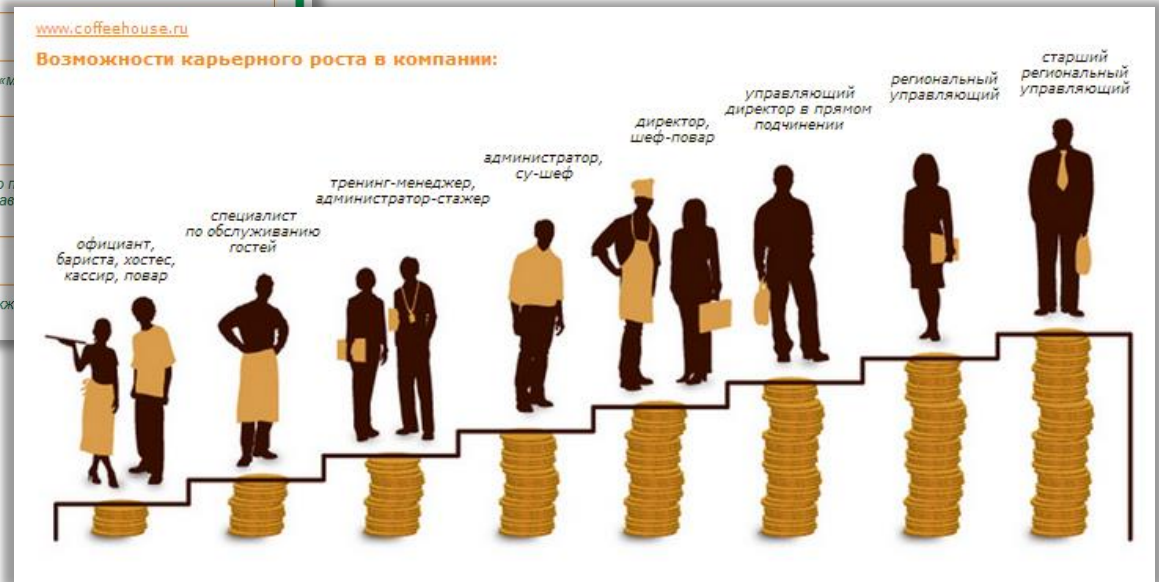 www.coffeehouse.ru
Возможности карьерного роста в компании:
официант,
бариста, хостес,
кассир, повар
специалист
по обслуживанию
гостей
тренинг-менеджер,
администратор-стажер
администратор,
су-шеф
директор,
шеф-повар
управляющий
директор в прямом
подчинении
региональный
управляющий
старший
региональный
управляющий